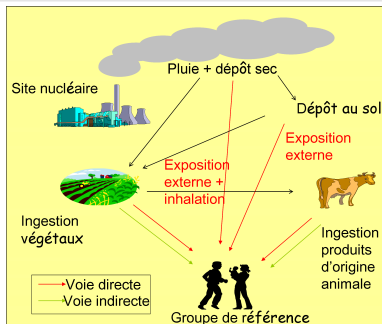 Pluie + dépôt sec
Site nucléaire
Dépôt au sol
Exposition
externe
Exposition
externe +
inhalation
Ingestion
végétaux
Ingestion
produits
d'origine
animale
Voie directe
Voie indirecte
Groupe de référence